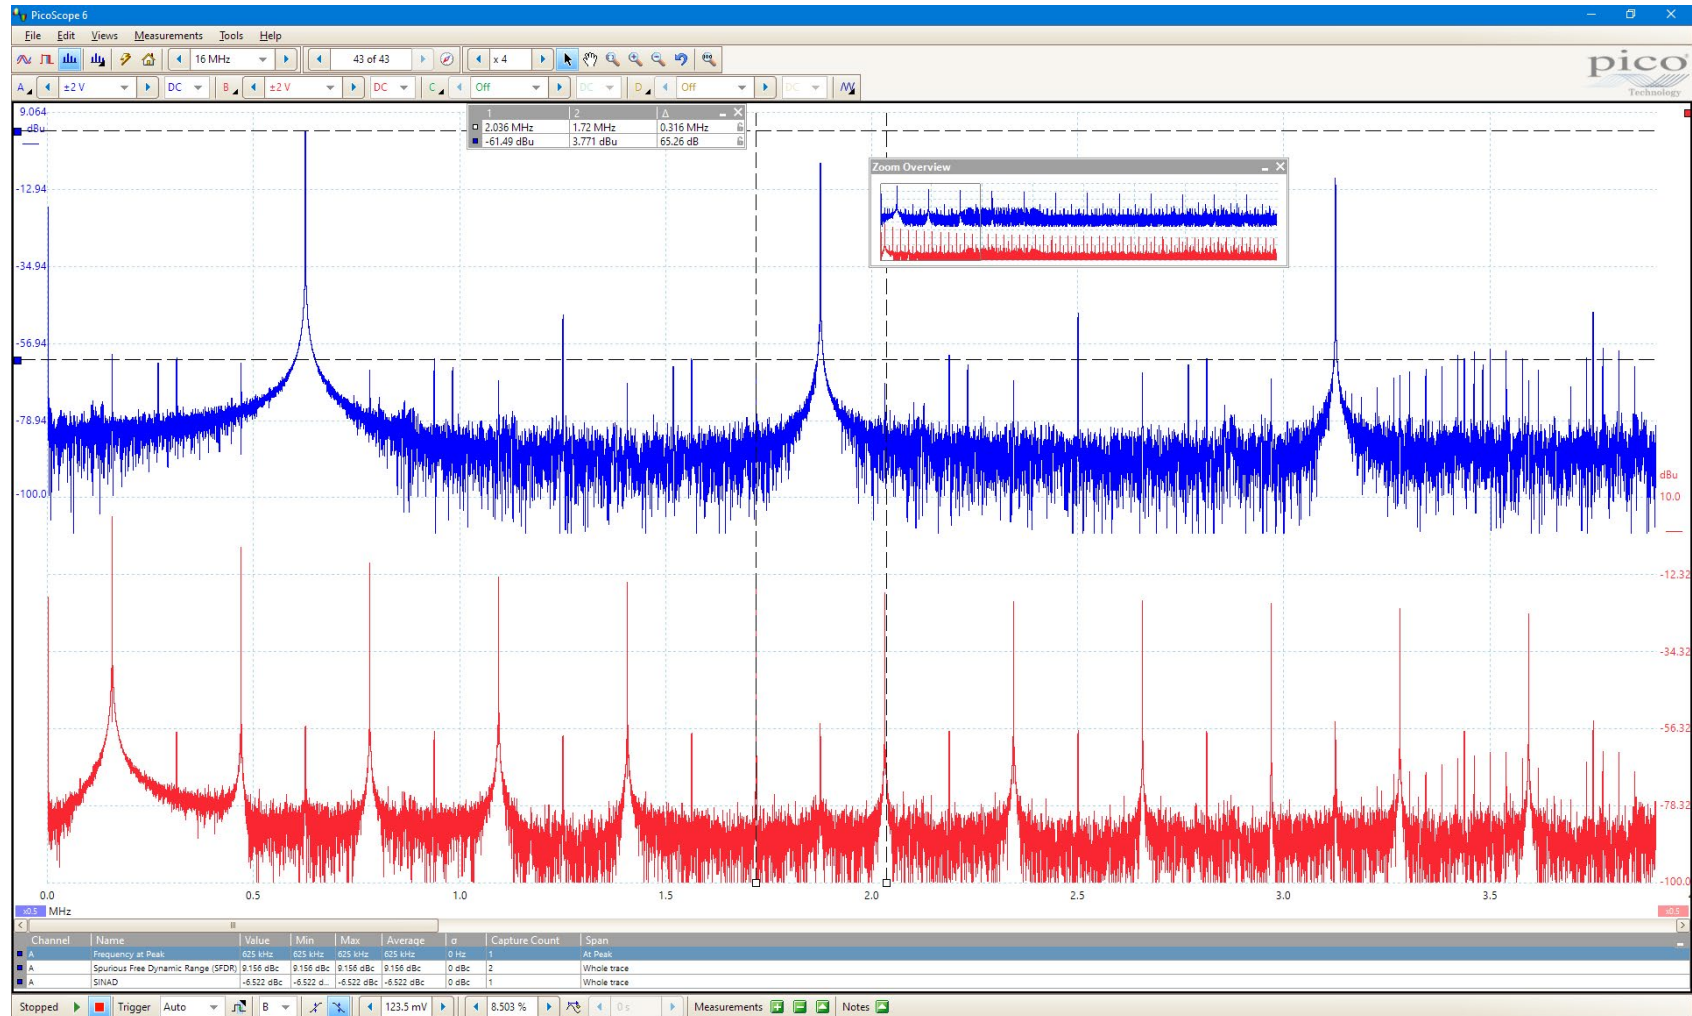 PicoScope 6
File Edit Views Measurements Tools Help
16 MHz 43 of 43 x 4
pico
Technology
A ±2 V DC B ±2 V DC C Off DC D Off DC
9.064
dBu
-12.94
-34.94
-56.94
-78.94
-100.0
1 2 Δ
2.036 MHz 1.72 MHz 0.316 MHz
-61.49 dBu 3.771 dBu 65.26 dB
Zoom Overview
dBu
10.0
-12.32
-34.32
-56.32
-78.32
-100.0
0.0 0.5 1.0 1.5 2.0 2.5 3.0 3.5
x0.5 MHz x0.5
Channel Name Value Min Max Average σ Capture Count Span
A Frequency at Peak 625 kHz 625 kHz 625 kHz 625 kHz 0 Hz 1 At Peak
A Spurious Free Dynamic Range (SFDR) 9.156 dBc 9.156 dBc 9.156 dBc 9.156 dBc 0 dBc 2 Whole trace
A SINAD -6.522 dBc -6.522 d... -6.522 dBc -6.522 dBc 0 dBc 1 Whole trace
Stopped Trigger Auto B 123.5 mV 8.503 % 0 s Measurements Notes